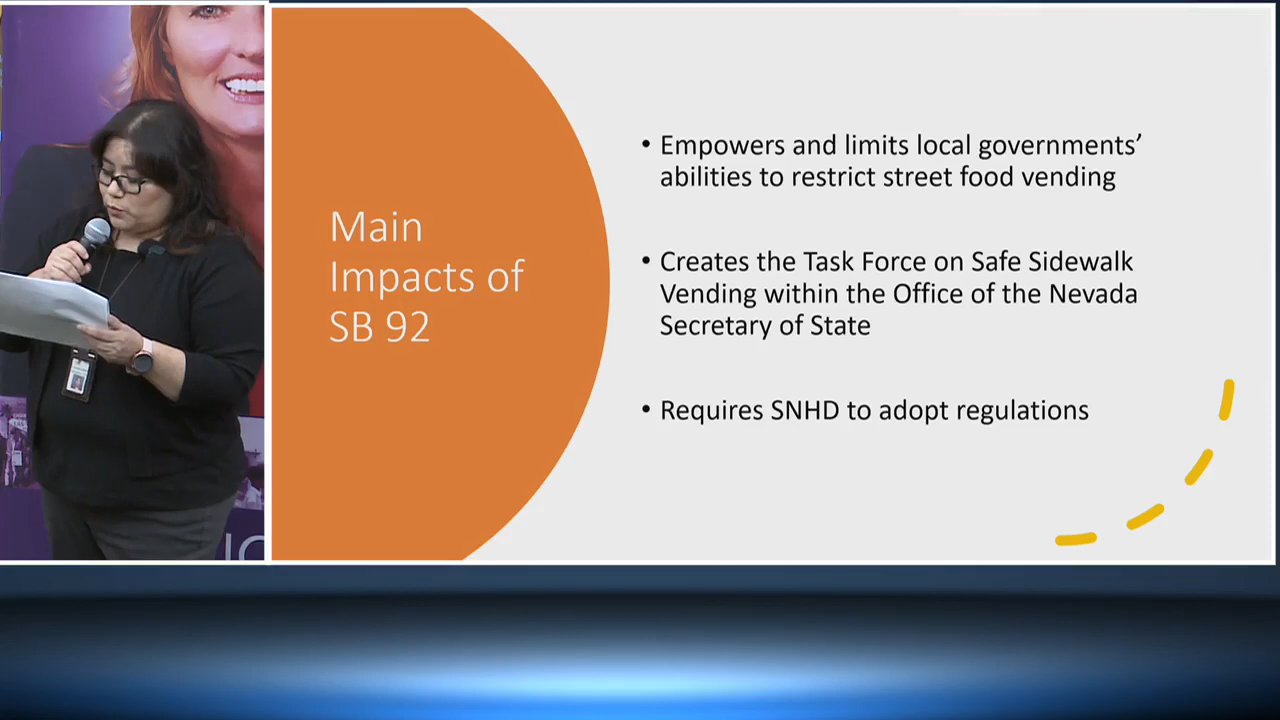 Main
Impacts of
SB 92
• Empowers and limits local governments’
abilities to restrict street food vending
• Creates the Task Force on Safe Sidewalk
Vending within the Office of the Nevada
Secretary of State
• Requires SNHD to adopt regulations